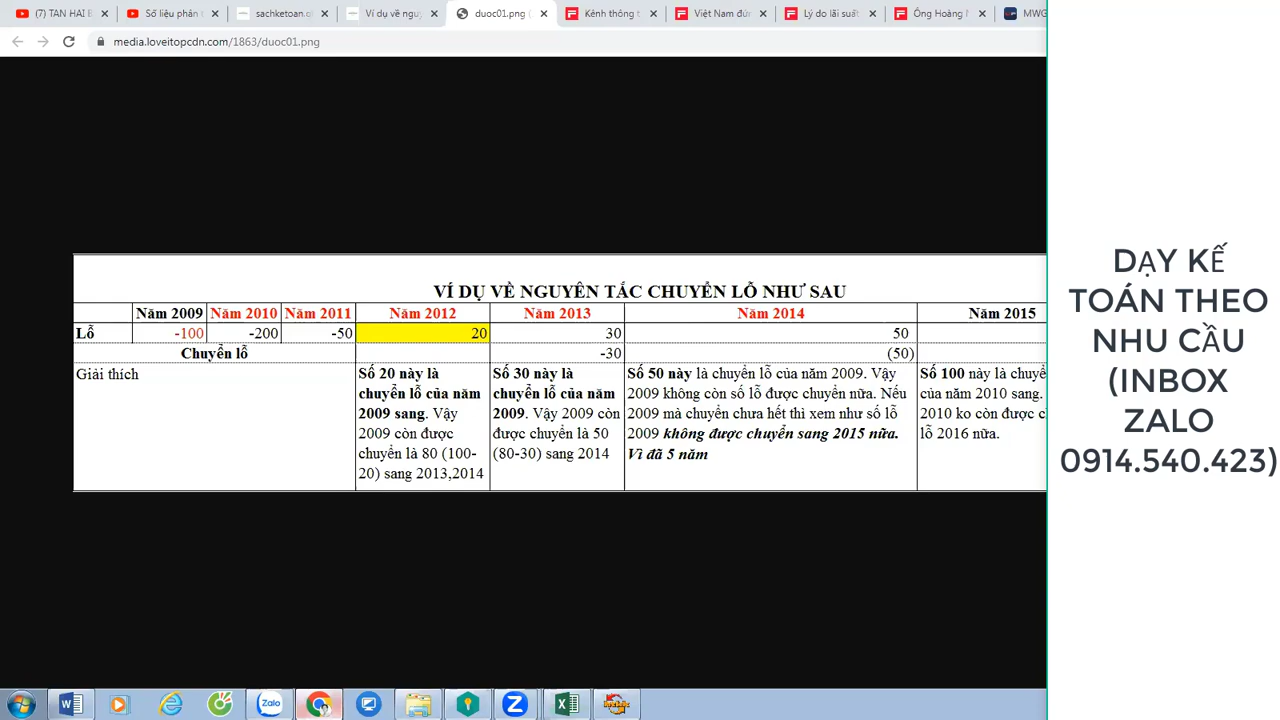 (7) TAN HAI B
Số liệu phân t
sachketoan.o
Ví dụ về nguy
duoc01.png (
Kênh thông t
Việt Nam đứn
Lý do lãi suất
Ông Hoàng N
MWG
media.loveitopcdn.com/1863/duoc01.png
VÍ DỤ VỀ NGUYÊN TẮC CHUYỂN LỖ NHƯ SAU
Năm 2009 Năm 2010 Năm 2011 Năm 2012 Năm 2013 Năm 2014 Năm 2015
Lỗ -100 -200 -50 20 30 50
Chuyển lỗ -30 (50)
Giải thích
Số 20 này là
chuyển lỗ của năm
2009 sang. Vậy
2009 còn được
chuyển là 80 (100-
20) sang 2013,2014
Số 30 này là
chuyển lỗ của năm
2009. Vậy 2009 còn
được chuyển là 50
(80-30) sang 2014
Số 50 này là chuyển lỗ của năm 2009. Vậy
2009 không còn số lỗ được chuyển nữa. Nếu
2009 mà chuyển chưa hết thì xem như số lỗ
2009 không được chuyển sang 2015 nữa.
Vì đã 5 năm
Số 100 này là chuyể
của năm 2010 sang.
2010 ko còn được c
lỗ 2016 nữa.
DẠY KẾ
TOÁN THEO
NHU CẦU
(INBOX
ZALO
0914.540.423)
Zalo